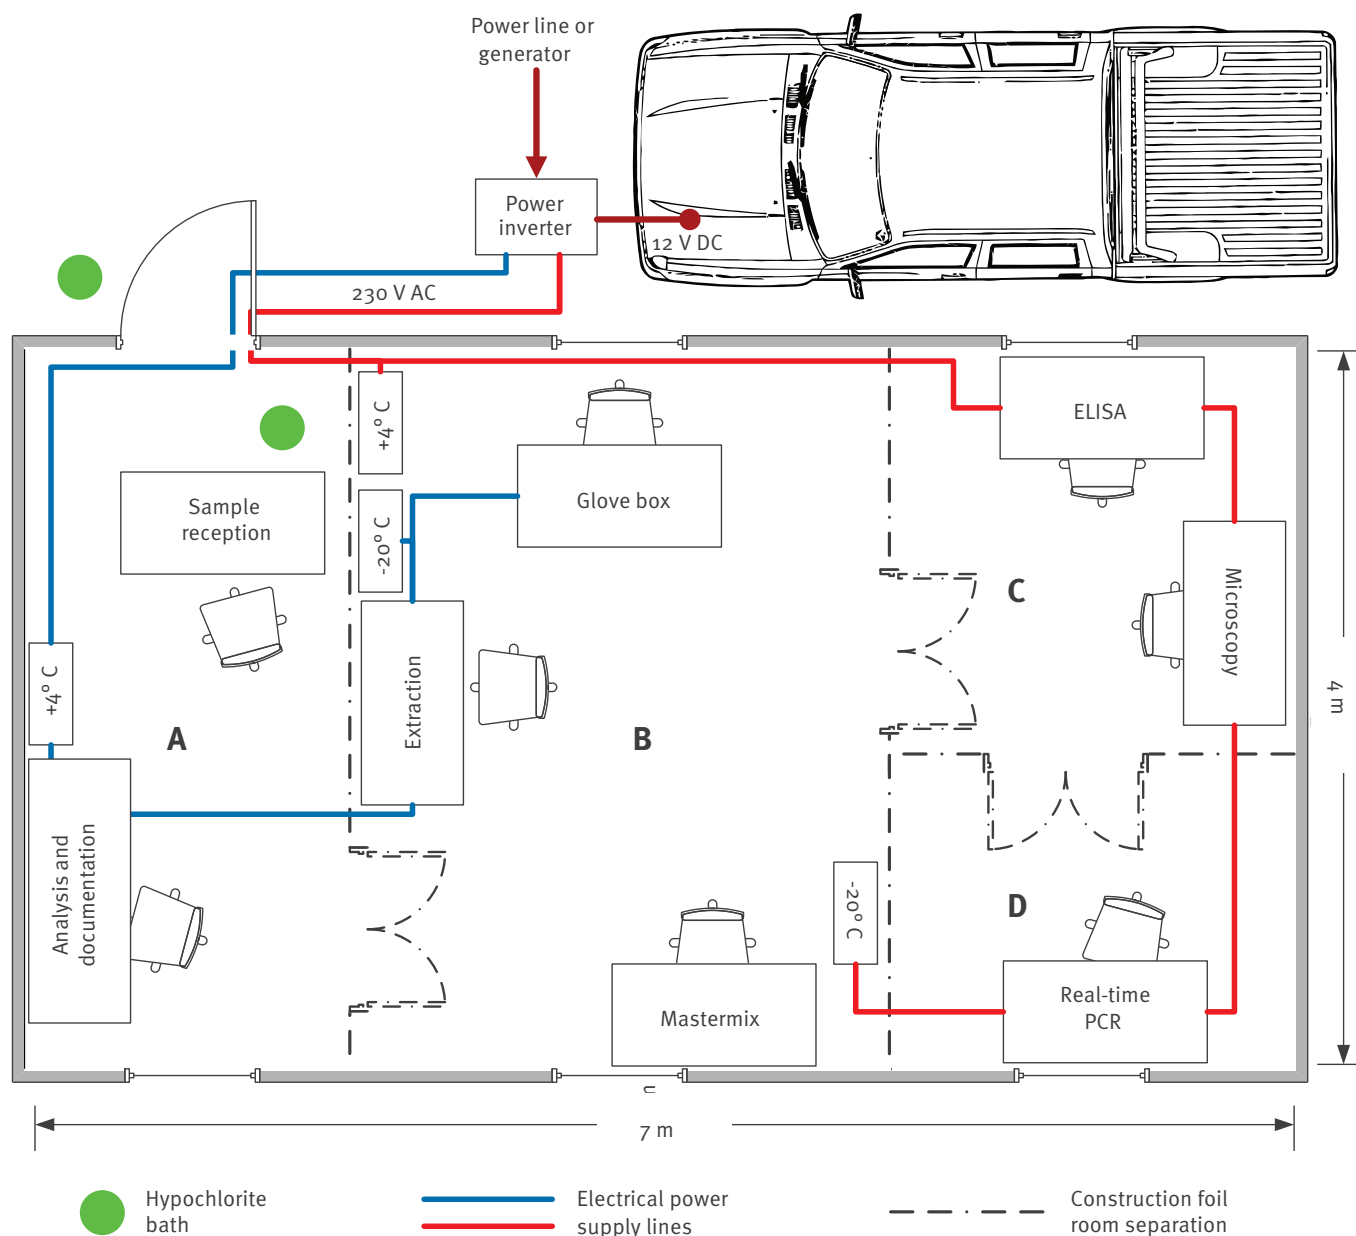 Power line or
generator
Power
inverter
12 V DC
230 V AC
+4° C
ELISA
Sample
reception
-20° C
Glove box
Microscopy
C
+4° C
A
Extraction
B
4 m
Analysis and
documentation
-20° C
D
Mastermix
Real-time
PCR
7 m
Hypochlorite
bath
Electrical power
supply lines
Construction foil
room separation